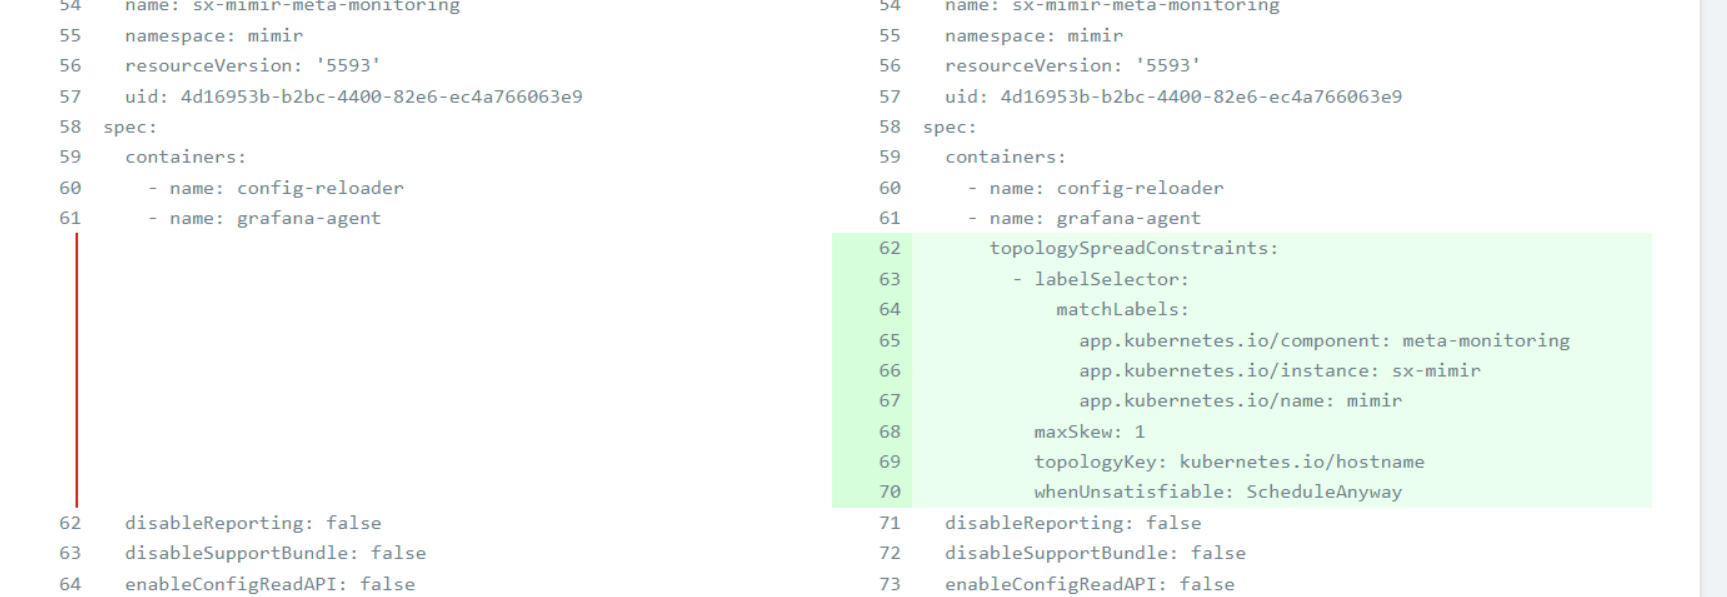 54 name: sx-mimir-meta-monitoring
55 namespace: mimir
56 resourceVersion: '5593'
57 uid: 4d16953b-b2bc-4400-82e6-ec4a766063e9
58 spec:
59 containers:
60 - name: config-reloader
61 - name: grafana-agent
62 disableReporting: false
63 disableSupportBundle: false
64 enableConfigReadAPI: false
54 name: sx-mimir-meta-monitoring
55 namespace: mimir
56 resourceVersion: '5593'
57 uid: 4d16953b-b2bc-4400-82e6-ec4a766063e9
58 spec:
59 containers:
60 - name: config-reloader
61 - name: grafana-agent
62 topologySpreadConstraints:
63 - labelSelector:
64 matchLabels:
65 app.kubernetes.io/component: meta-monitoring
66 app.kubernetes.io/instance: sx-mimir
67 app.kubernetes.io/name: mimir
68 maxSkew: 1
69 topologyKey: kubernetes.io/hostname
70 whenUnsatisfiable: ScheduleAnyway
71 disableReporting: false
72 disableSupportBundle: false
73 enableConfigReadAPI: false